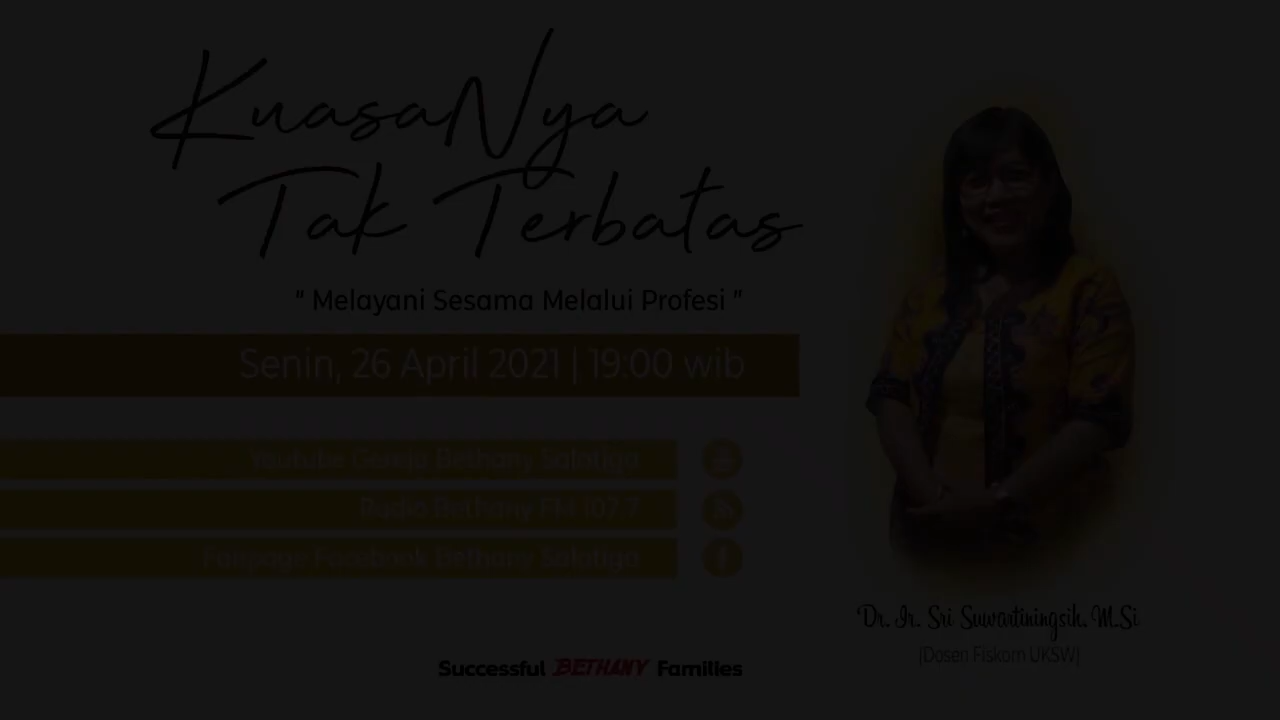 KuasaNya
Tak Terbatas
" Melayani Sesama Melalui Profesi "
Senin, 26 April 2021 | 19:00 wib
Youtube Gereja Bethany Salatiga
Radio Bethany FM 107.7
Fanpage Facebook Bethany Salatiga
Dr. Ir. Sri Suwartiningsih, M.Si
(Dosen Fiskom UKSW)
Successful BETHANY Families